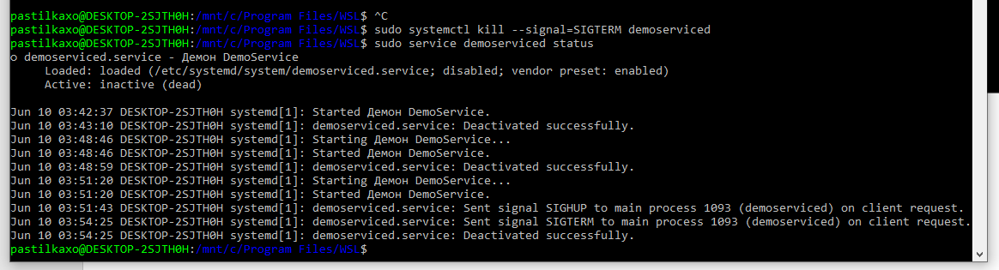 pastilkaxo@DESKTOP-2SJTH0H:/mnt/c/Program Files/WSL$ ^C
pastilkaxo@DESKTOP-2SJTH0H:/mnt/c/Program Files/WSL$ sudo systemctl kill --signal=SIGTERM demoserviced
pastilkaxo@DESKTOP-2SJTH0H:/mnt/c/Program Files/WSL$ sudo service demoserviced status
o demoserviced.service - Демон DemoService
Loaded: loaded (/etc/systemd/system/demoserviced.service; disabled; vendor preset: enabled)
Active: inactive (dead)
Jun 10 03:42:37 DESKTOP-2SJTH0H systemd[1]: Started Демон DemoService.
Jun 10 03:43:10 DESKTOP-2SJTH0H systemd[1]: demoserviced.service: Deactivated successfully.
Jun 10 03:48:46 DESKTOP-2SJTH0H systemd[1]: Starting Демон DemoService...
Jun 10 03:48:46 DESKTOP-2SJTH0H systemd[1]: Started Демон DemoService.
Jun 10 03:48:59 DESKTOP-2SJTH0H systemd[1]: demoserviced.service: Deactivated successfully.
Jun 10 03:51:20 DESKTOP-2SJTH0H systemd[1]: Starting Демон DemoService...
Jun 10 03:51:20 DESKTOP-2SJTH0H systemd[1]: Started Демон DemoService.
Jun 10 03:51:43 DESKTOP-2SJTH0H systemd[1]: demoserviced.service: Sent signal SIGHUP to main process 1093 (demoserviced) on client request.
Jun 10 03:54:25 DESKTOP-2SJTH0H systemd[1]: demoserviced.service: Sent signal SIGTERM to main process 1093 (demoserviced) on client request.
Jun 10 03:54:25 DESKTOP-2SJTH0H systemd[1]: demoserviced.service: Deactivated successfully.
pastilkaxo@DESKTOP-2SJTH0H:/mnt/c/Program Files/WSL$